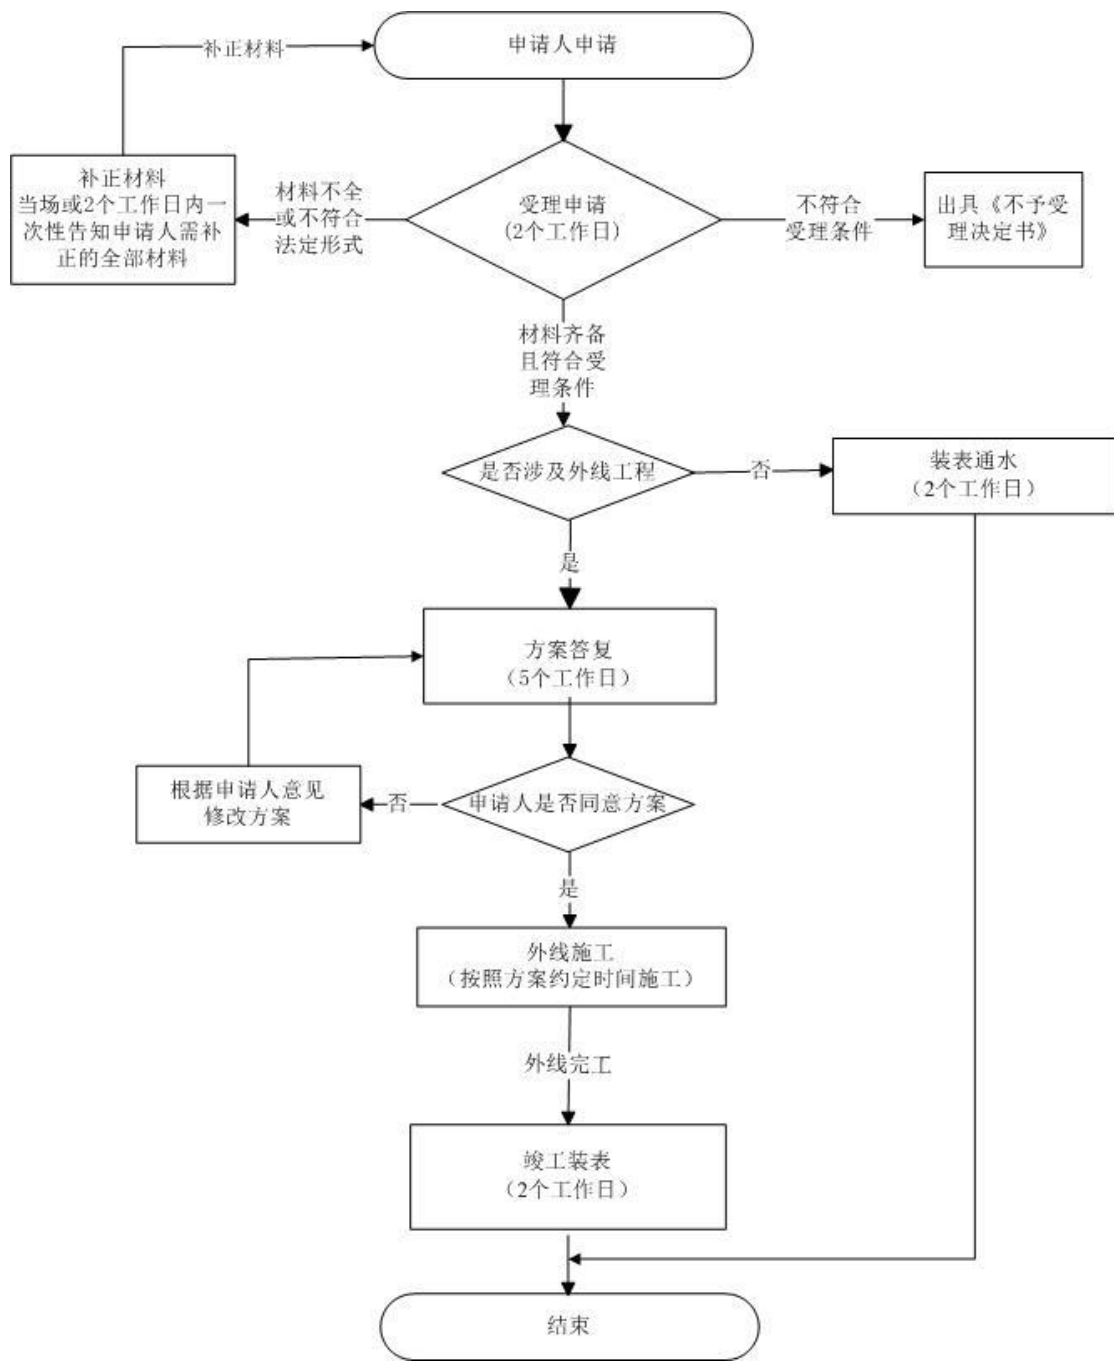 申请人申请
补正材料
补正材料
当场或2个工作日内一
次性告知申请人需补
正的全部材料
材料不全
或不符合
法定形式
受理申请
(2个工作日)
不符合
受理条件
出具《不予受
理决定书》
材料齐备
且符合受
理条件
是否涉及外线工程
否
装表通水
（2个工作日）
是
方案答复
（5个工作日）
根据申请人意见
修改方案
否
申请人是否同意方案
是
外线施工
（按照方案约定时间施工）
外线完工
竣工装表
（2个工作日）
结束